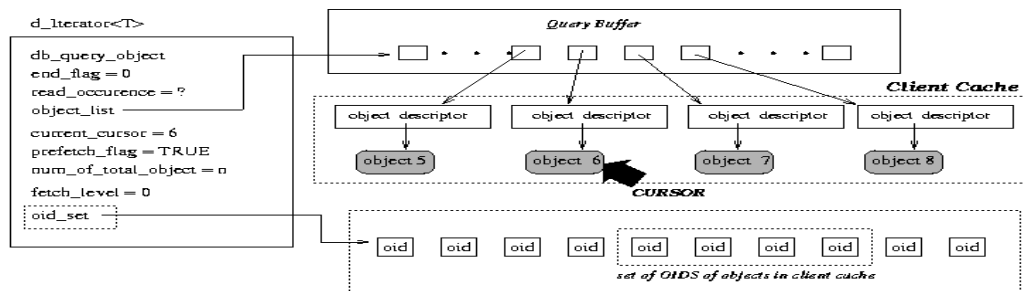 d_Iterator<T>
db_query_object
end_flag = 0
read_occurence = ?
object_list
current_cursor = 6
prefetch_flag = TRUE
num_of_total_object = n
fetch_level = 0
oid_set
Query Buffer
Client Cache
object descriptor object descriptor object descriptor object descriptor
object 5 object 6 object 7 object 8
CURSOR
oid oid oid oid oid oid oid oid oid oid
set of OIDS of objects in client cache